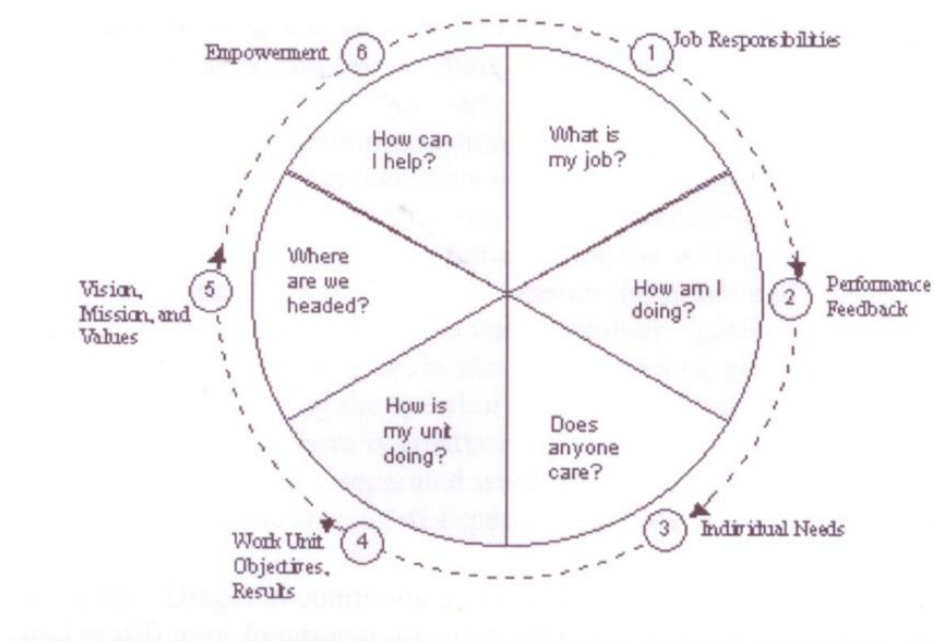 Empowerment 6
1 Job Responsibilities
How can
I help?
What is
my job?
Where
are we
headed?
How am I
doing?
5
Vision,
Mission, and
Values
2
Performance
Feedback
How is
my unit
doing?
Does
anyone
care?
4
Work Unit
Objectives,
Results
3 Individual Needs